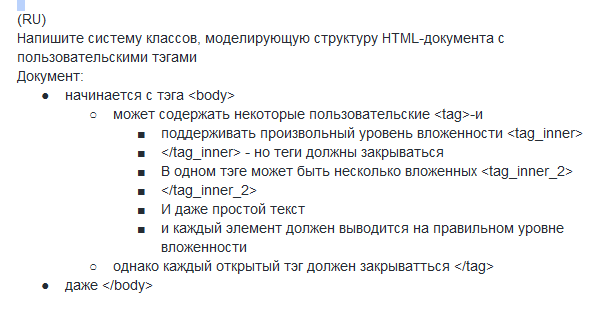 (RU)
Напишите систему классов, моделирующую структуру HTML-документа с
пользовательскими тэгами
Документ:
● начинается с тэга <body>
○ может содержать некоторые пользовательские <tag>-и
■ поддерживать произвольный уровень вложенности <tag_inner>
■ </tag_inner> - но теги должны закрываться
■ В одном тэге может быть несколько вложенных <tag_inner_2>
■ </tag_inner_2>
■ И даже простой текст
■ и каждый элемент должен выводится на правильном уровне
вложенности
○ однако каждый открытый тэг должен закрыватться </tag>
● даже </body>